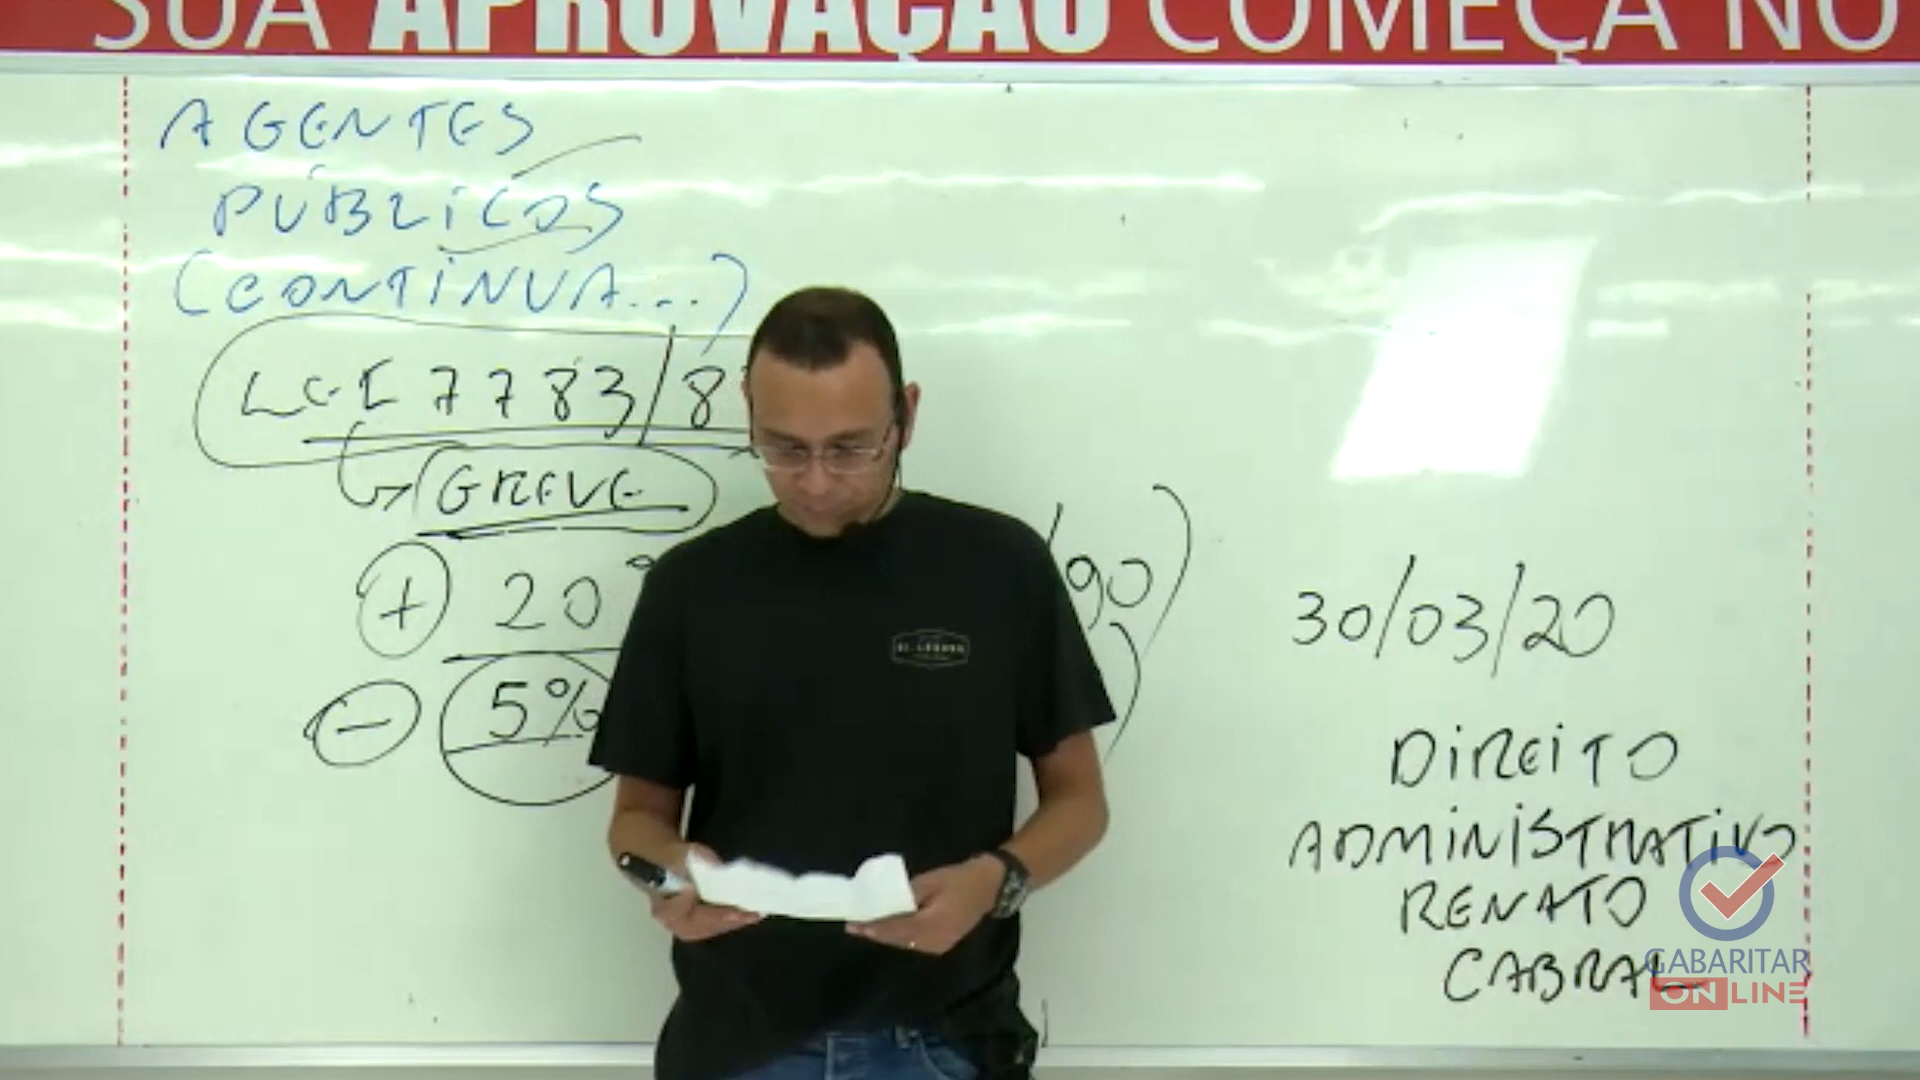 SUA APROVAÇÃO COMEÇA NO
AGENTES
PÚBLICOS
(CONTINUA...)
LEI 7783/8
GREVE
+ 20
/90)
- 5%
30/03/20
DIREITO
ADMINISTRATIVO
RENATO
CABRAL
GABARITAR
ONLINE